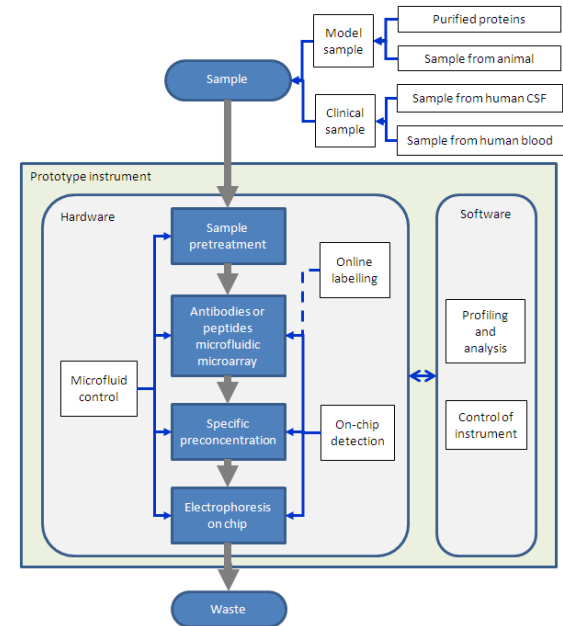 Purified proteins
Model
sample
Sample from animal
Sample
Clinical
sample
Sample from human CSF
Sample from human blood
Prototype instrument
Hardware
Software
Sample
pretreatment
Online
labelling
Antibodies or
peptides
microfluidic
microarray
Profiling
and
analysis
Microfluid
control
Specific
preconcentration
On-chip
detection
Control of
instrument
Electrophoresis
on chip
Waste